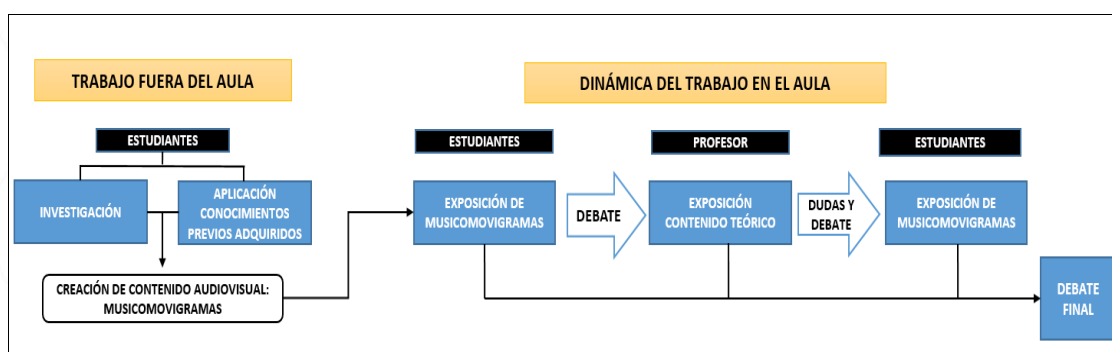 TRABAJO FUERA DEL AULA
DINÁMICA DEL TRABAJO EN EL AULA
ESTUDIANTES
ESTUDIANTES
PROFESOR
ESTUDIANTES
INVESTIGACIÓN
APLICACIÓN
CONOCIMIENTOS
PREVIOS ADQUIRIDOS
EXPOSICIÓN DE
MUSICOMOVIGRAMAS
DEBATE
EXPOSICIÓN
CONTENIDO TEÓRICO
DUDAS Y
DEBATE
EXPOSICIÓN DE
MUSICOMOVIGRAMAS
CREACIÓN DE CONTENIDO AUDIOVISUAL:
MUSICOMOVIGRAMAS
DEBATE
FINAL